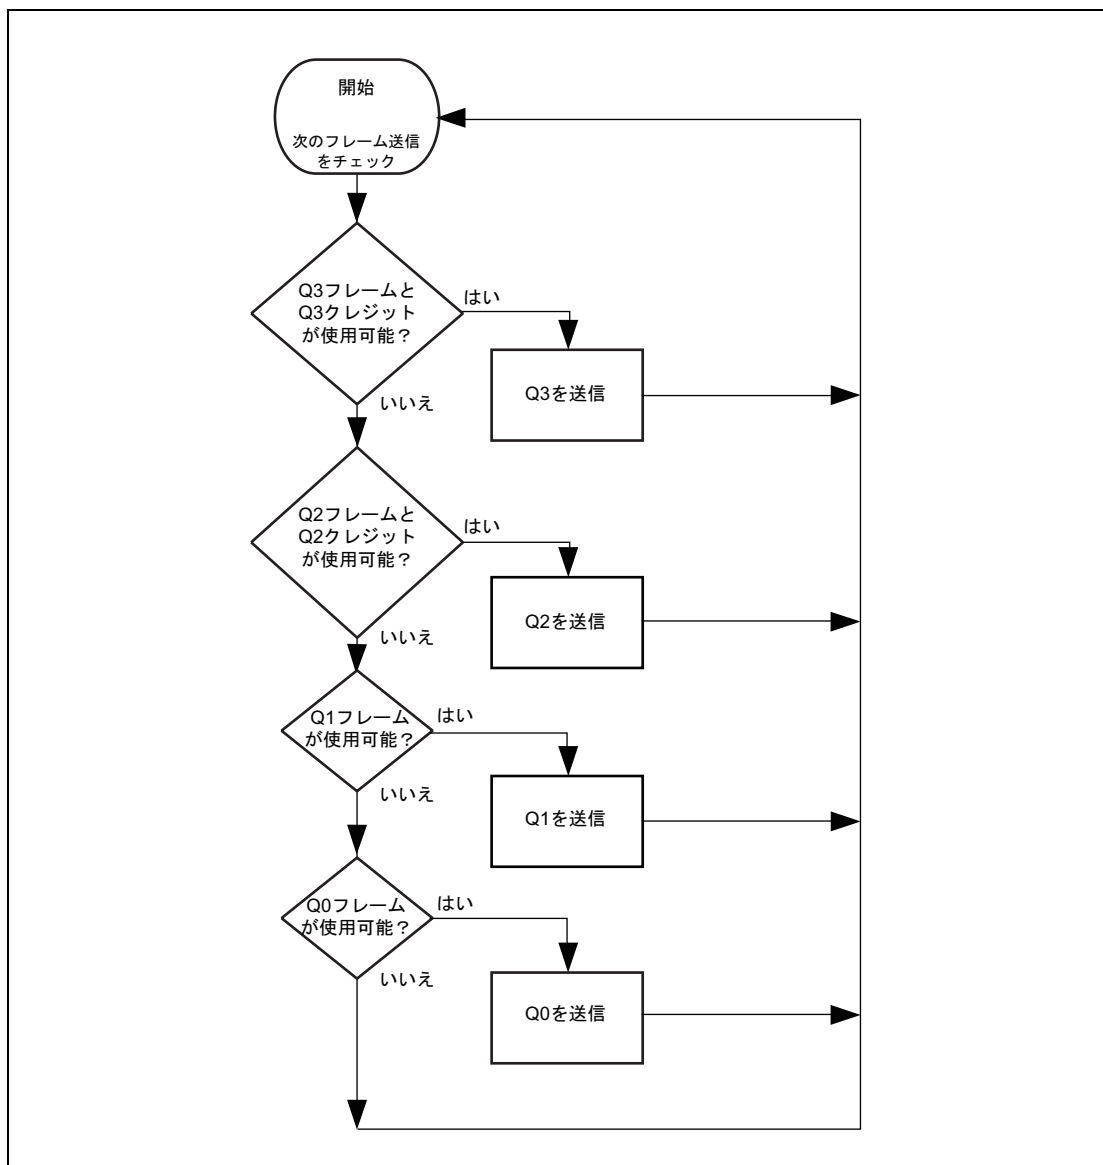 開始
次のフレーム送信
をチェック
Q3フレームと
Q3クレジット
が使用可能？
はい
Q3を送信
いいえ
Q2フレームと
Q2クレジット
が使用可能？
はい
Q2を送信
いいえ
Q1フレーム
が使用可能？
はい
Q1を送信
いいえ
Q0フレーム
が使用可能？
はい
Q0を送信
いいえ